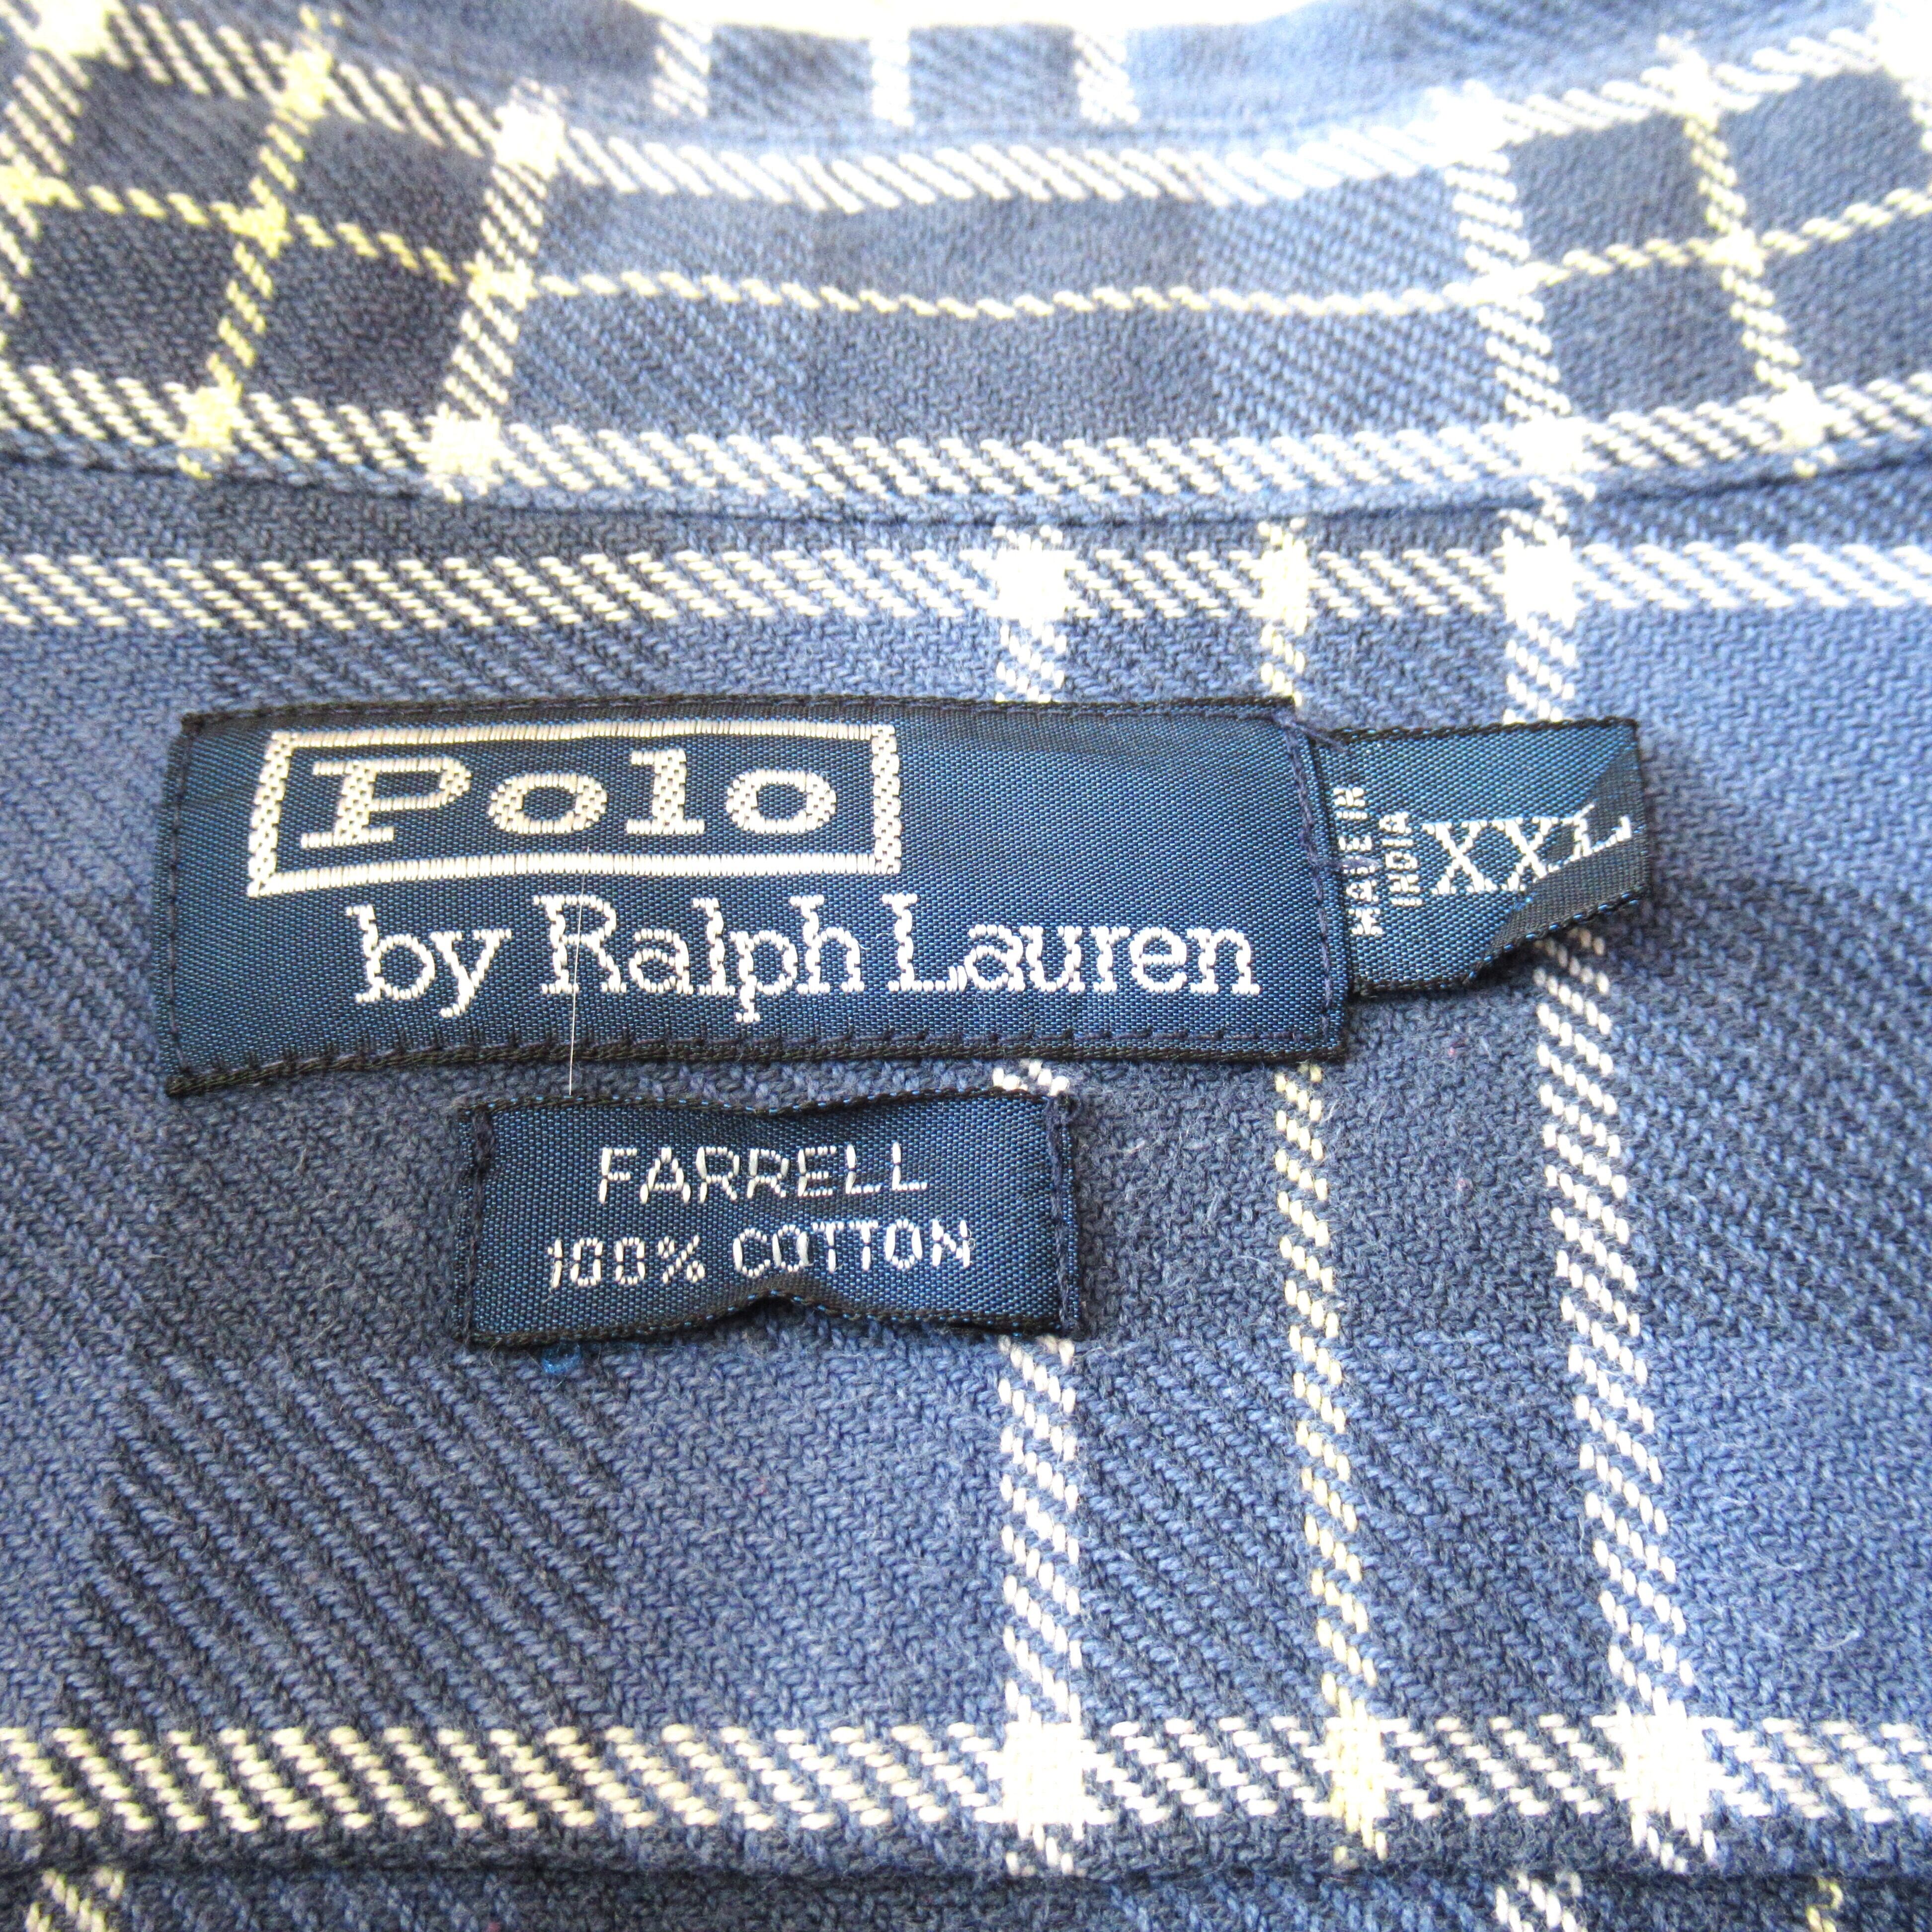 Polo
by Ralph Lauren
MADE IN
INDIA
XXL
FARRELL
100% COTTON